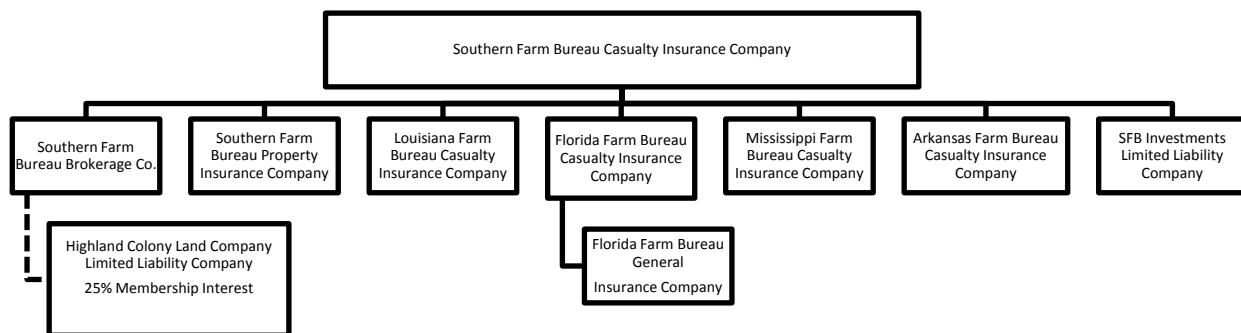 Southern Farm Bureau Casualty Insurance Company
Southern Farm
Bureau Brokerage Co.
Southern Farm
Bureau Property
Insurance Company
Louisiana Farm
Bureau Casualty
Insurance Company
Florida Farm Bureau
Casualty Insurance
Company
Mississippi Farm
Bureau Casualty
Insurance Company
Arkansas Farm Bureau
Casualty Insurance
Company
SFB Investments
Limited Liability
Company
Highland Colony Land Company
Limited Liability Company
25% Membership Interest
Florida Farm Bureau
General
Insurance Company